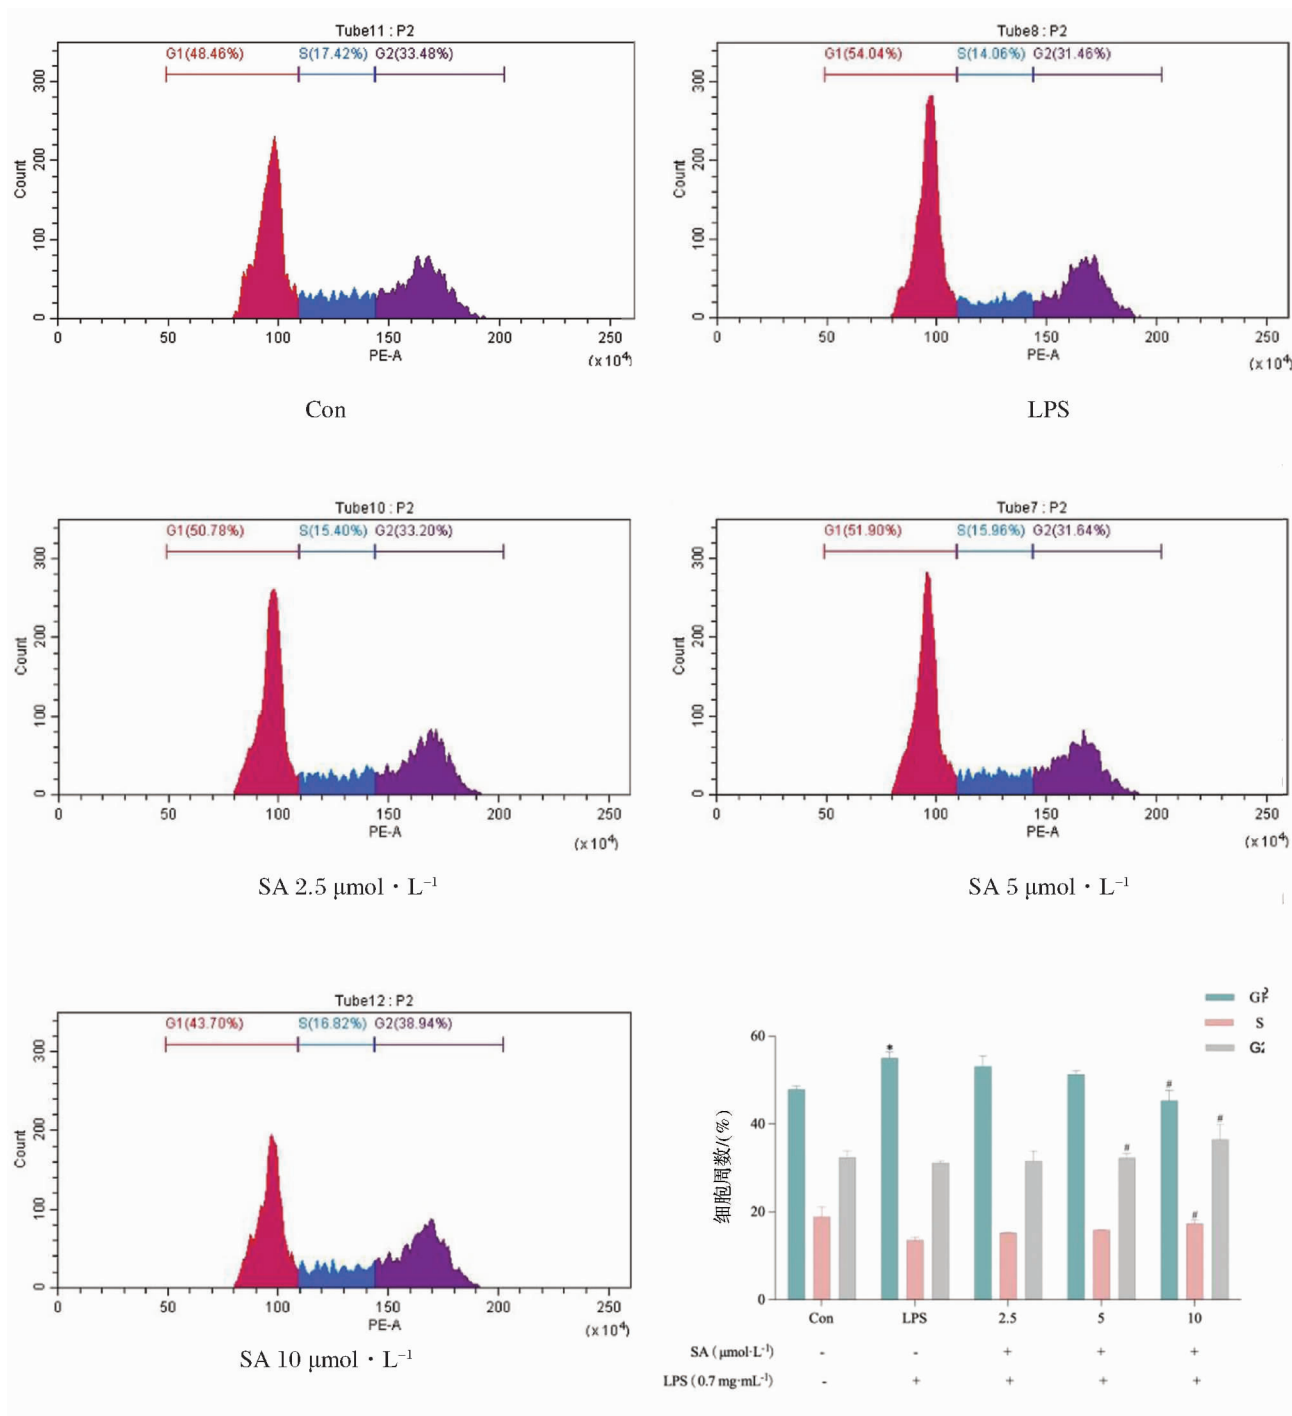 Tube11 : P2
G1(48.46%) S(17.42%) G2(33.48%)
Count
300
200
100
0
0 50 100 150 200 250
PE-A
(x10⁴)
Con
Tube8 : P2
G1(54.04%) S(14.06%) G2(31.46%)
Count
300
200
100
0
0 50 100 150 200 250
PE-A
(x10⁴)
LPS
Tube10 : P2
G1(50.78%) S(15.40%) G2(33.20%)
Count
300
200
100
0
0 50 100 150 200 250
PE-A
(x10⁴)
SA 2.5 μmol · L⁻¹
Tube7 : P2
G1(51.90%) S(15.96%) G2(31.64%)
Count
300
200
100
0
0 50 100 150 200 250
PE-A
(x10⁴)
SA 5 μmol · L⁻¹
Tube12 : P2
G1(43.70%) S(16.82%) G2(38.94%)
Count
300
200
100
0
0 50 100 150 200 250
PE-A
(x10⁴)
SA 10 μmol · L⁻¹
S
G2
细胞周数/(%)
60
40
20
0
*
#
#
#
#
Con LPS 2.5 5 10
SA ( μmol·L⁻¹) - - + + +
LPS ( 0.7 mg·mL⁻¹) - + + + +